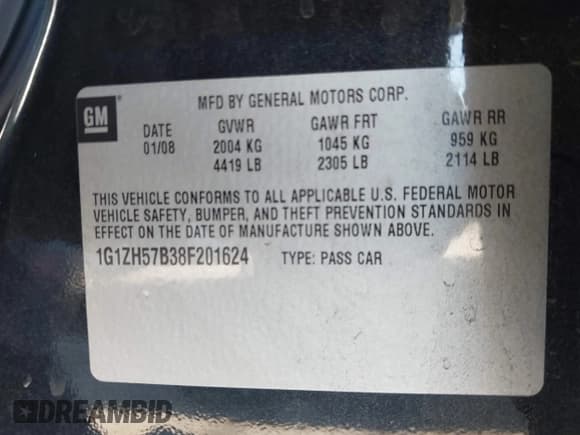 GM
MFD BY GENERAL MOTORS CORP.
DATE GVWR GAWR FRT GAWR RR
01/08 2004 KG 1045 KG 959 KG
4419 LB 2305 LB 2114 LB
THIS VEHICLE CONFORMS TO ALL APPLICABLE U.S. FEDERAL MOTOR
VEHICLE SAFETY, BUMPER, AND THEFT PREVENTION STANDARDS IN
EFFECT ON THE DATE OF MANUFACTURE SHOWN ABOVE.
1G1ZH57B38F201624 TYPE: PASS CAR
DREAMBID